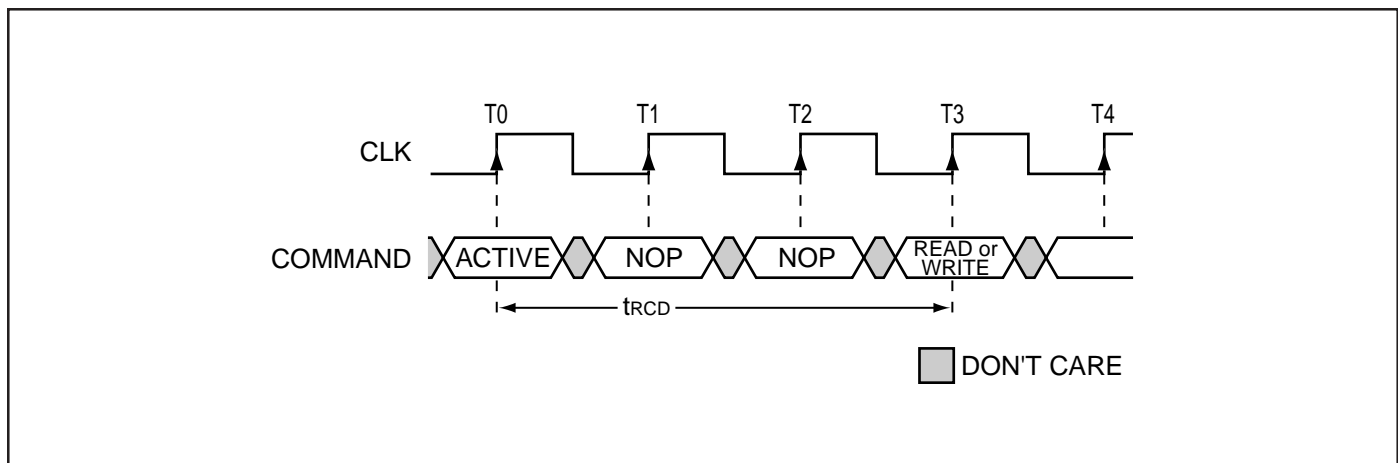 T0 T1 T2 T3 T4
CLK
COMMAND ACTIVE NOP NOP READ or
WRITE
tRCD
DON'T CARE